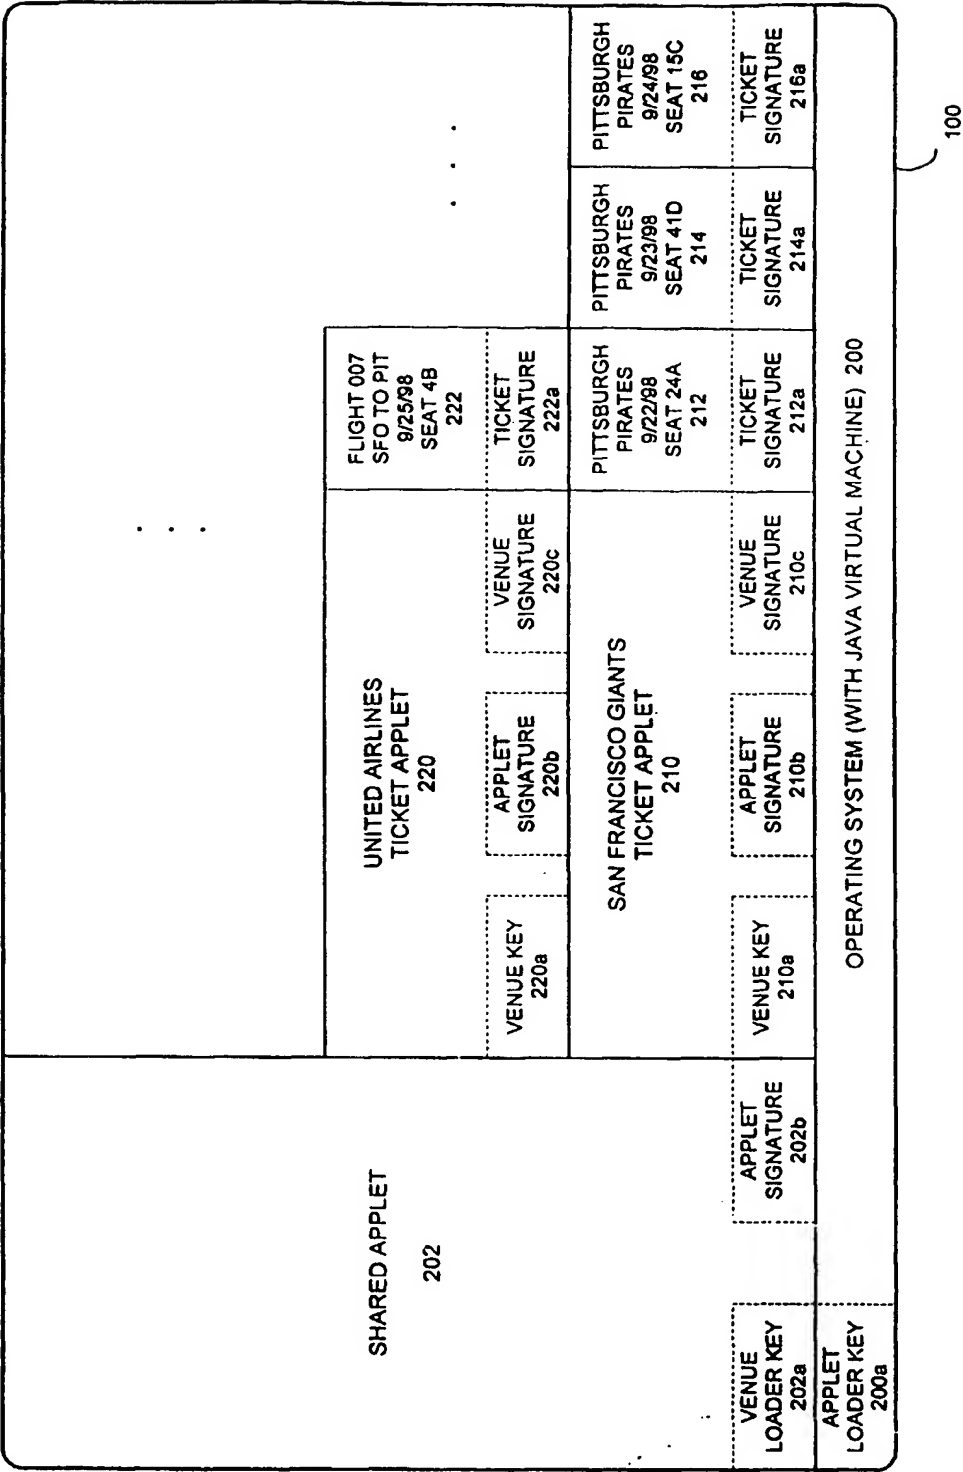 SHARED APPLET
202
VENUE
LOADER KEY
202a
APPLET
SIGNATURE
202b
UNITED AIRLINES
TICKET APPLET
220
VENUE KEY
220a
APPLET
SIGNATURE
220b
VENUE
SIGNATURE
220c
FLIGHT 007
SFO TO PIT
9/25/98
SEAT 4B
222
TICKET
SIGNATURE
222a
SAN FRANCISCO GIANTS
TICKET APPLET
210
VENUE KEY
210a
APPLET
SIGNATURE
210b
VENUE
SIGNATURE
210c
PITTSBURGH
PIRATES
9/22/98
SEAT 24A
212
TICKET
SIGNATURE
212a
PITTSBURGH
PIRATES
9/23/98
SEAT 41D
214
TICKET
SIGNATURE
214a
PITTSBURGH
PIRATES
9/24/98
SEAT 15C
216
TICKET
SIGNATURE
216a
APPLET
LOADER KEY
200a
OPERATING SYSTEM (WITH JAVA VIRTUAL MACHINE) 200
100